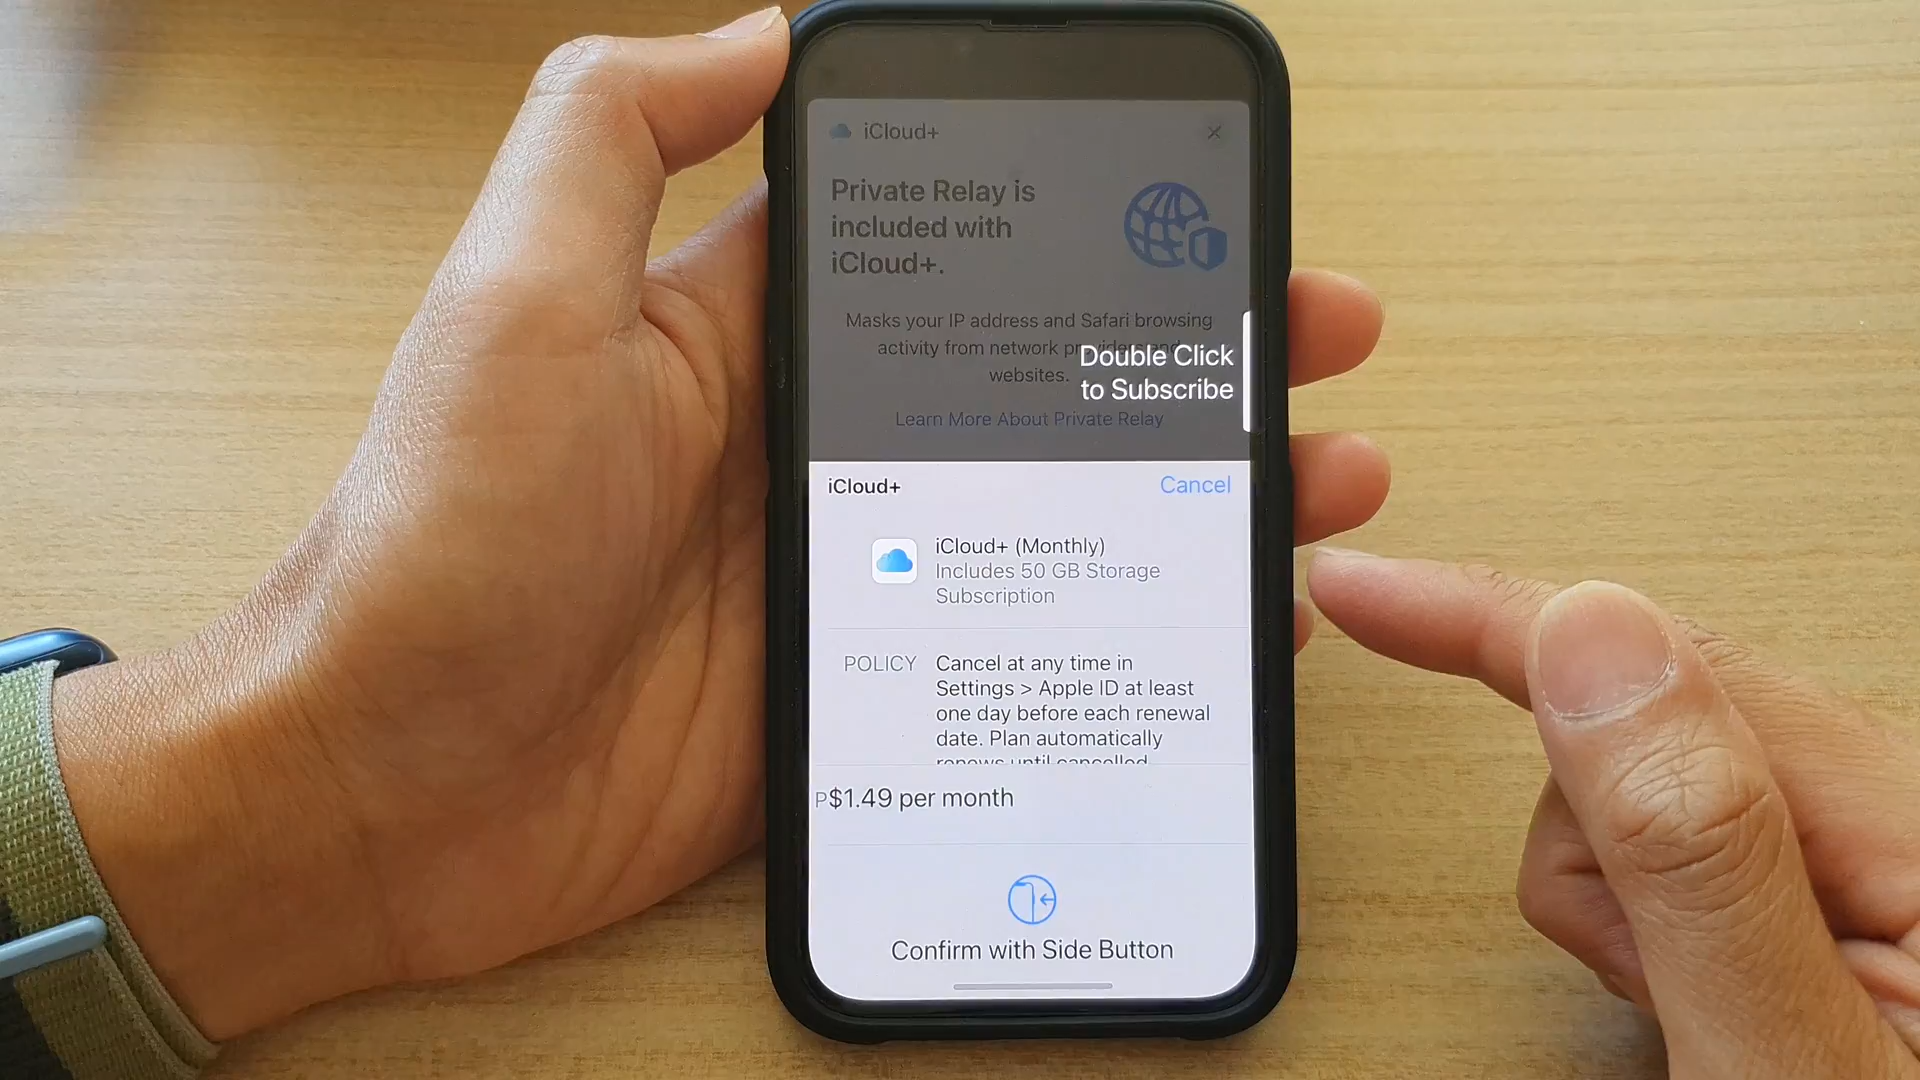 iCloud+
Private Relay is
included with
iCloud+.
Masks your IP address and Safari browsing
activity from network providers and
websites.
Double Click
to Subscribe
Learn More About Private Relay
iCloud+ Cancel
iCloud+ (Monthly)
Includes 50 GB Storage
Subscription
POLICY Cancel at any time in
Settings > Apple ID at least
one day before each renewal
date. Plan automatically
renews until cancelled
P$1.49 per month
Confirm with Side Button